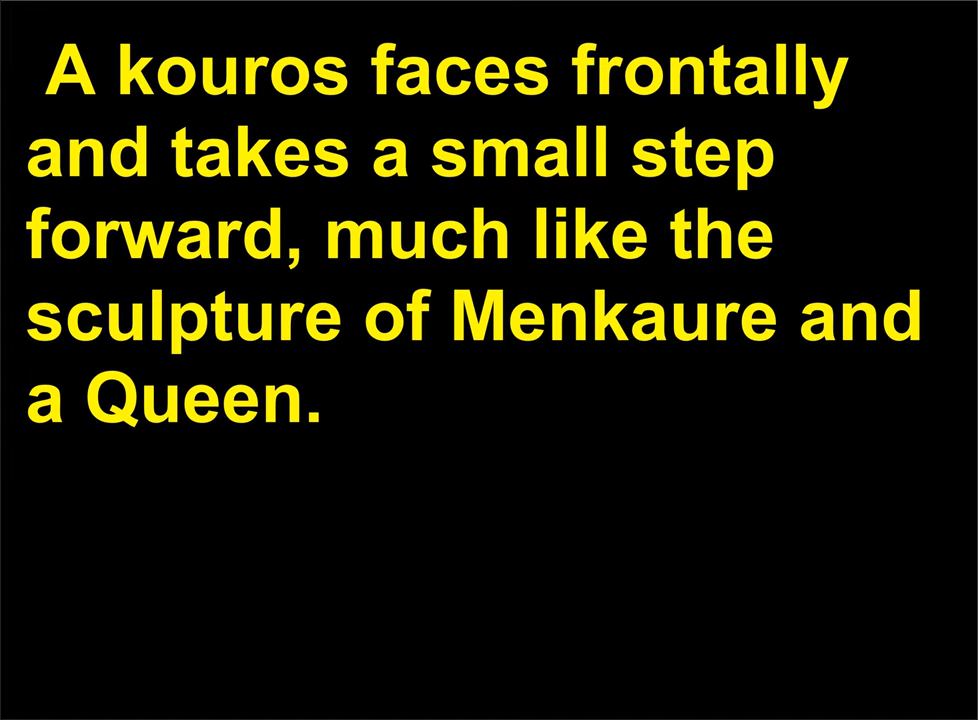 A kouros faces frontally
and takes a small step
forward, much like the
sculpture of Menkaure and
a Queen.